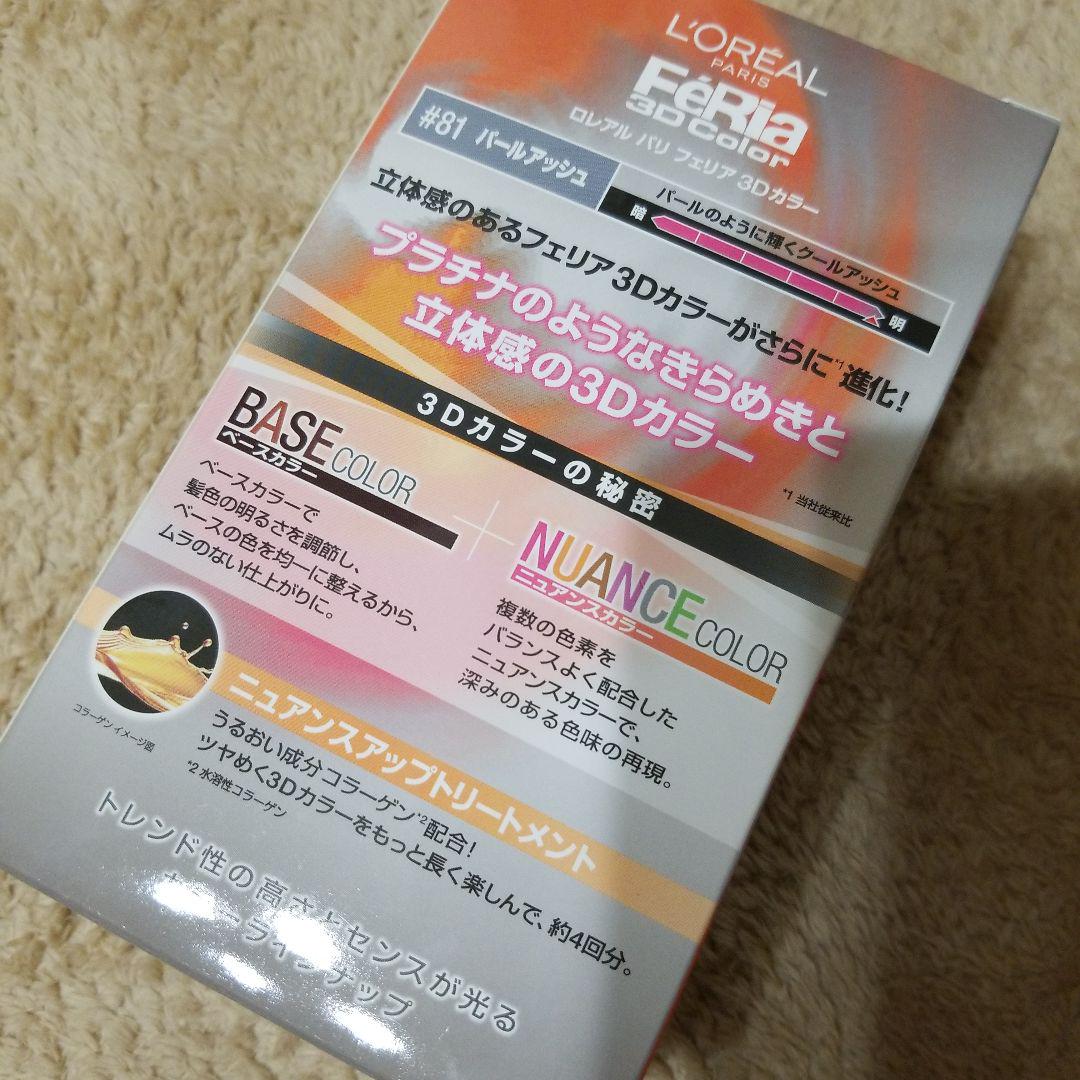 L'ORÉAL
PARIS
FéRia
3D Color
ロレアル パリ フェリア 3Dカラー
#81 パールアッシュ
パールのように輝くクールアッシュ
暗
明
立体感のあるフェリア3Dカラーがさらに*1進化!
プラチナのようなきらめきと
立体感の3Dカラー
*1 当社従来比
3Dカラーの秘密
BASE COLOR
ベースカラー
ベースカラーで
髪色の明るさを調節し、
ベースの色を均一に整えるから、
ムラのない仕上がりに。
NUANCE COLOR
ニュアンスカラー
複数の色素を
バランスよく配合した
ニュアンスカラーで、
深みのある色味の再現。
コラーゲンイメージ図
ニュアンスアップトリートメント
うるおい成分コラーゲン*2配合!
ツヤめく3Dカラーをもっと長く楽しんで、約4回分。
*2 水溶性コラーゲン
トレンド性の高さとセンスが光る
ラインナップ